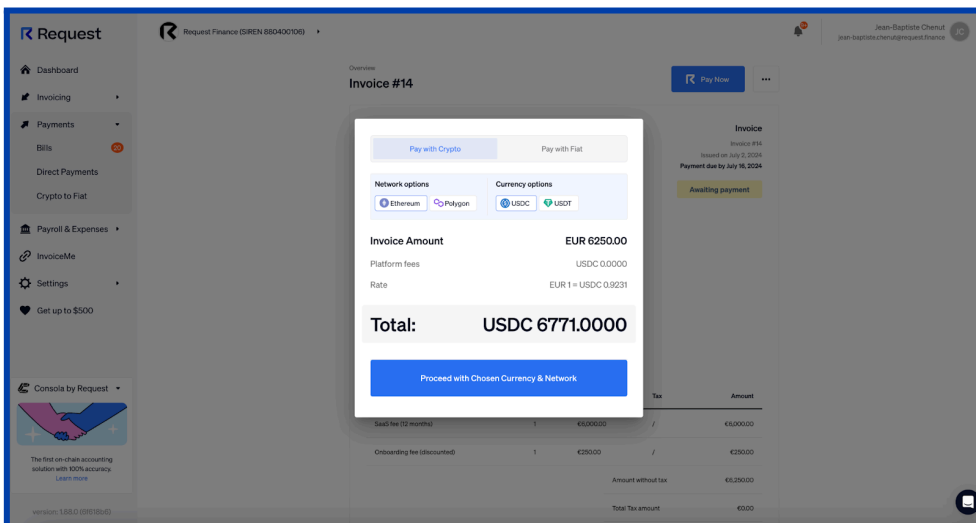 Request
Request Finance (SIREN 880400106)
Jean-Baptiste Chenut
jean-baptiste.chenut@request.finance
JC
Dashboard
Invoicing
Payments
Bills
20
Direct Payments
Crypto to Fiat
Payroll & Expenses
InvoiceMe
Settings
Get up to $500
Consola by Request
The first on-chain accounting
solution with 100% accuracy.
Learn more
Overview
Invoice #14
Pay Now
Invoice
Invoice #14
Issued on July 2, 2024
Payment due by July 16, 2024
Awaiting payment
Pay with Crypto
Pay with Fiat
Network options
Currency options
Ethereum
Polygon
USDC
USDT
Invoice Amount
EUR 6250.00
Platform fees
USDC 0.0000
Rate
EUR 1 = USDC 0.9231
Total:
USDC 6771.0000
Proceed with Chosen Currency & Network
Tax
Amount
SaaS fee (12 months)
1
€6,000.00
/
€6,000.00
Onboarding fee (discounted)
1
€250.00
/
€250.00
Amount without tax
€6,250.00
Total Tax amount
€0.00